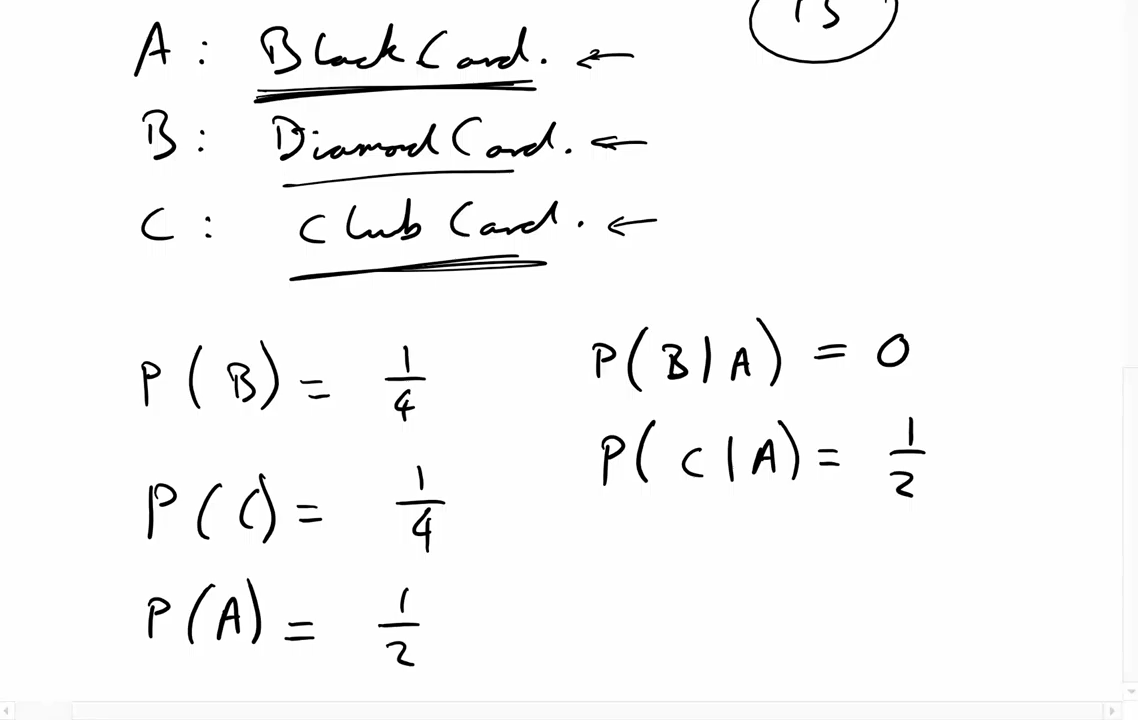 A : Black Card. ←
B : Diamond Card. ←
C : Club Card. ←
P(B) = 1/4
P(C) = 1/4
P(A) = 1/2
P(B|A) = 0
P(C|A) = 1/2